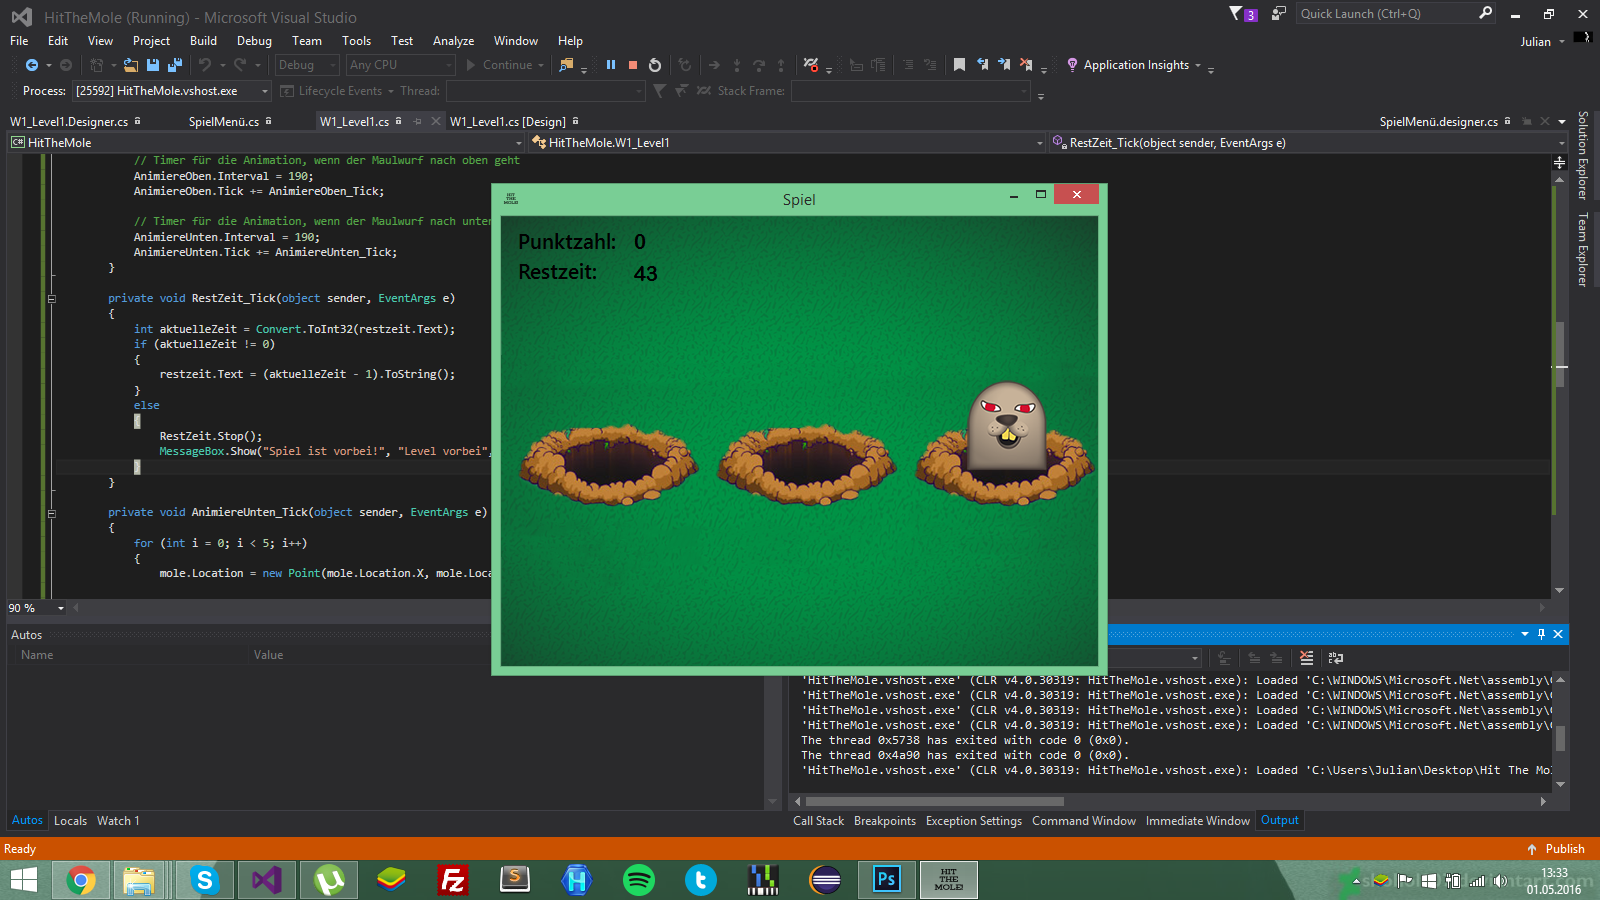 HitTheMole (Running) - Microsoft Visual Studio
3
Quick Launch (Ctrl+Q)
File Edit View Project Build Debug Team Tools Test Analyze Window Help
Julian
Debug Any CPU Continue Application Insights
Process: [25592] HitTheMole.vshost.exe Lifecycle Events Thread: Stack Frame:
W1_Level1.Designer.cs SpielMenü.cs W1_Level1.cs W1_Level1.cs [Design] SpielMenü.designer.cs
C# HitTheMole HitTheMole.W1_Level1 RestZeit_Tick(object sender, EventArgs e)
Solution Explorer
Team Explorer
// Timer für die Animation, wenn der Maulwurf nach oben geht
AnimiereOben.Interval = 190;
AnimiereOben.Tick += AnimiereOben_Tick;
// Timer für die Animation, wenn der Maulwurf nach unten
AnimiereUnten.Interval = 190;
AnimiereUnten.Tick += AnimiereUnten_Tick;
}
private void RestZeit_Tick(object sender, EventArgs e)
{
int aktuelleZeit = Convert.ToInt32(restzeit.Text);
if (aktuelleZeit != 0)
{
restzeit.Text = (aktuelleZeit - 1).ToString();
}
else
{
RestZeit.Stop();
MessageBox.Show("Spiel ist vorbei!", "Level vorbei",
}
}
private void AnimiereUnten_Tick(object sender, EventArgs e)
{
for (int i = 0; i < 5; i++)
{
mole.Location = new Point(mole.Location.X, mole.Loca
90 %
HIT THE MOLE! Spiel
Punktzahl: 0
Restzeit: 43
Autos
Name Value
'HitTheMole.vshost.exe' (CLR v4.0.30319: HitTheMole.vshost.exe): Loaded 'C:\WINDOWS\Microsoft.Net\assembly\
'HitTheMole.vshost.exe' (CLR v4.0.30319: HitTheMole.vshost.exe): Loaded 'C:\WINDOWS\Microsoft.Net\assembly\
'HitTheMole.vshost.exe' (CLR v4.0.30319: HitTheMole.vshost.exe): Loaded 'C:\WINDOWS\Microsoft.Net\assembly\
'HitTheMole.vshost.exe' (CLR v4.0.30319: HitTheMole.vshost.exe): Loaded 'C:\WINDOWS\Microsoft.Net\assembly\
The thread 0x5738 has exited with code 0 (0x0).
The thread 0x4a90 has exited with code 0 (0x0).
'HitTheMole.vshost.exe' (CLR v4.0.30319: HitTheMole.vshost.exe): Loaded 'C:\Users\Julian\Desktop\Hit The Mo
Autos Locals Watch 1
Call Stack Breakpoints Exception Settings Command Window Immediate Window Output
Ready
Publish
Fz
Ps
HIT THE MOLE!
13:33
01.05.2016